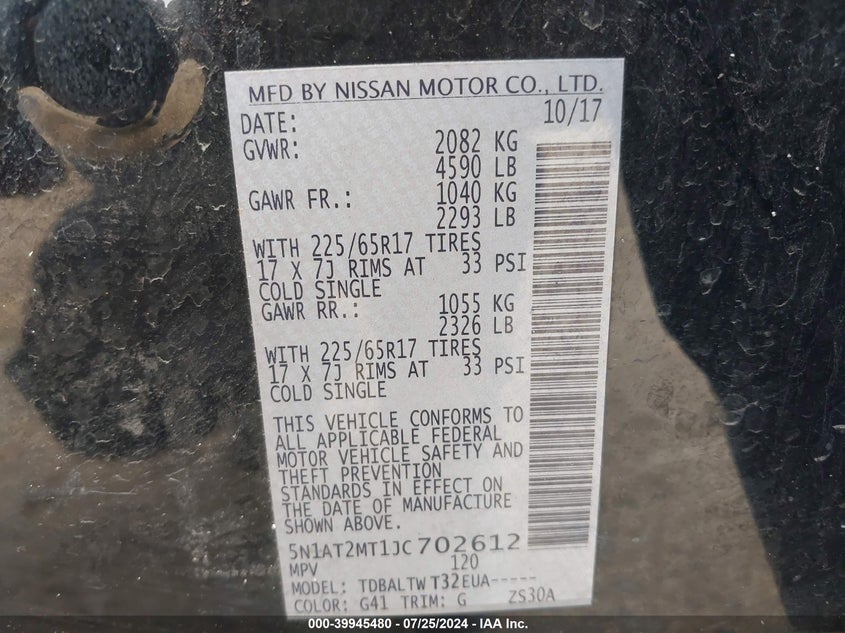 MFD BY NISSAN MOTOR CO., LTD.
DATE: 10/17
GVWR: 2082 KG
4590 LB
GAWR FR.: 1040 KG
2293 LB
WITH 225/65R17 TIRES
17 X 7J RIMS AT 33 PSI
COLD SINGLE
GAWR RR.: 1055 KG
2326 LB
WITH 225/65R17 TIRES
17 X 7J RIMS AT 33 PSI
COLD SINGLE
THIS VEHICLE CONFORMS TO
ALL APPLICABLE FEDERAL
MOTOR VEHICLE SAFETY AND
THEFT PREVENTION
STANDARDS IN EFFECT ON
THE DATE OF MANUFACTURE
SHOWN ABOVE.
5N1AT2MT1JC702612
MPV 120
MODEL: TDBALTWT32EUA-----
COLOR: G41 TRIM: G ZS30A
000-39945480 - 07/25/2024 - IAA Inc.